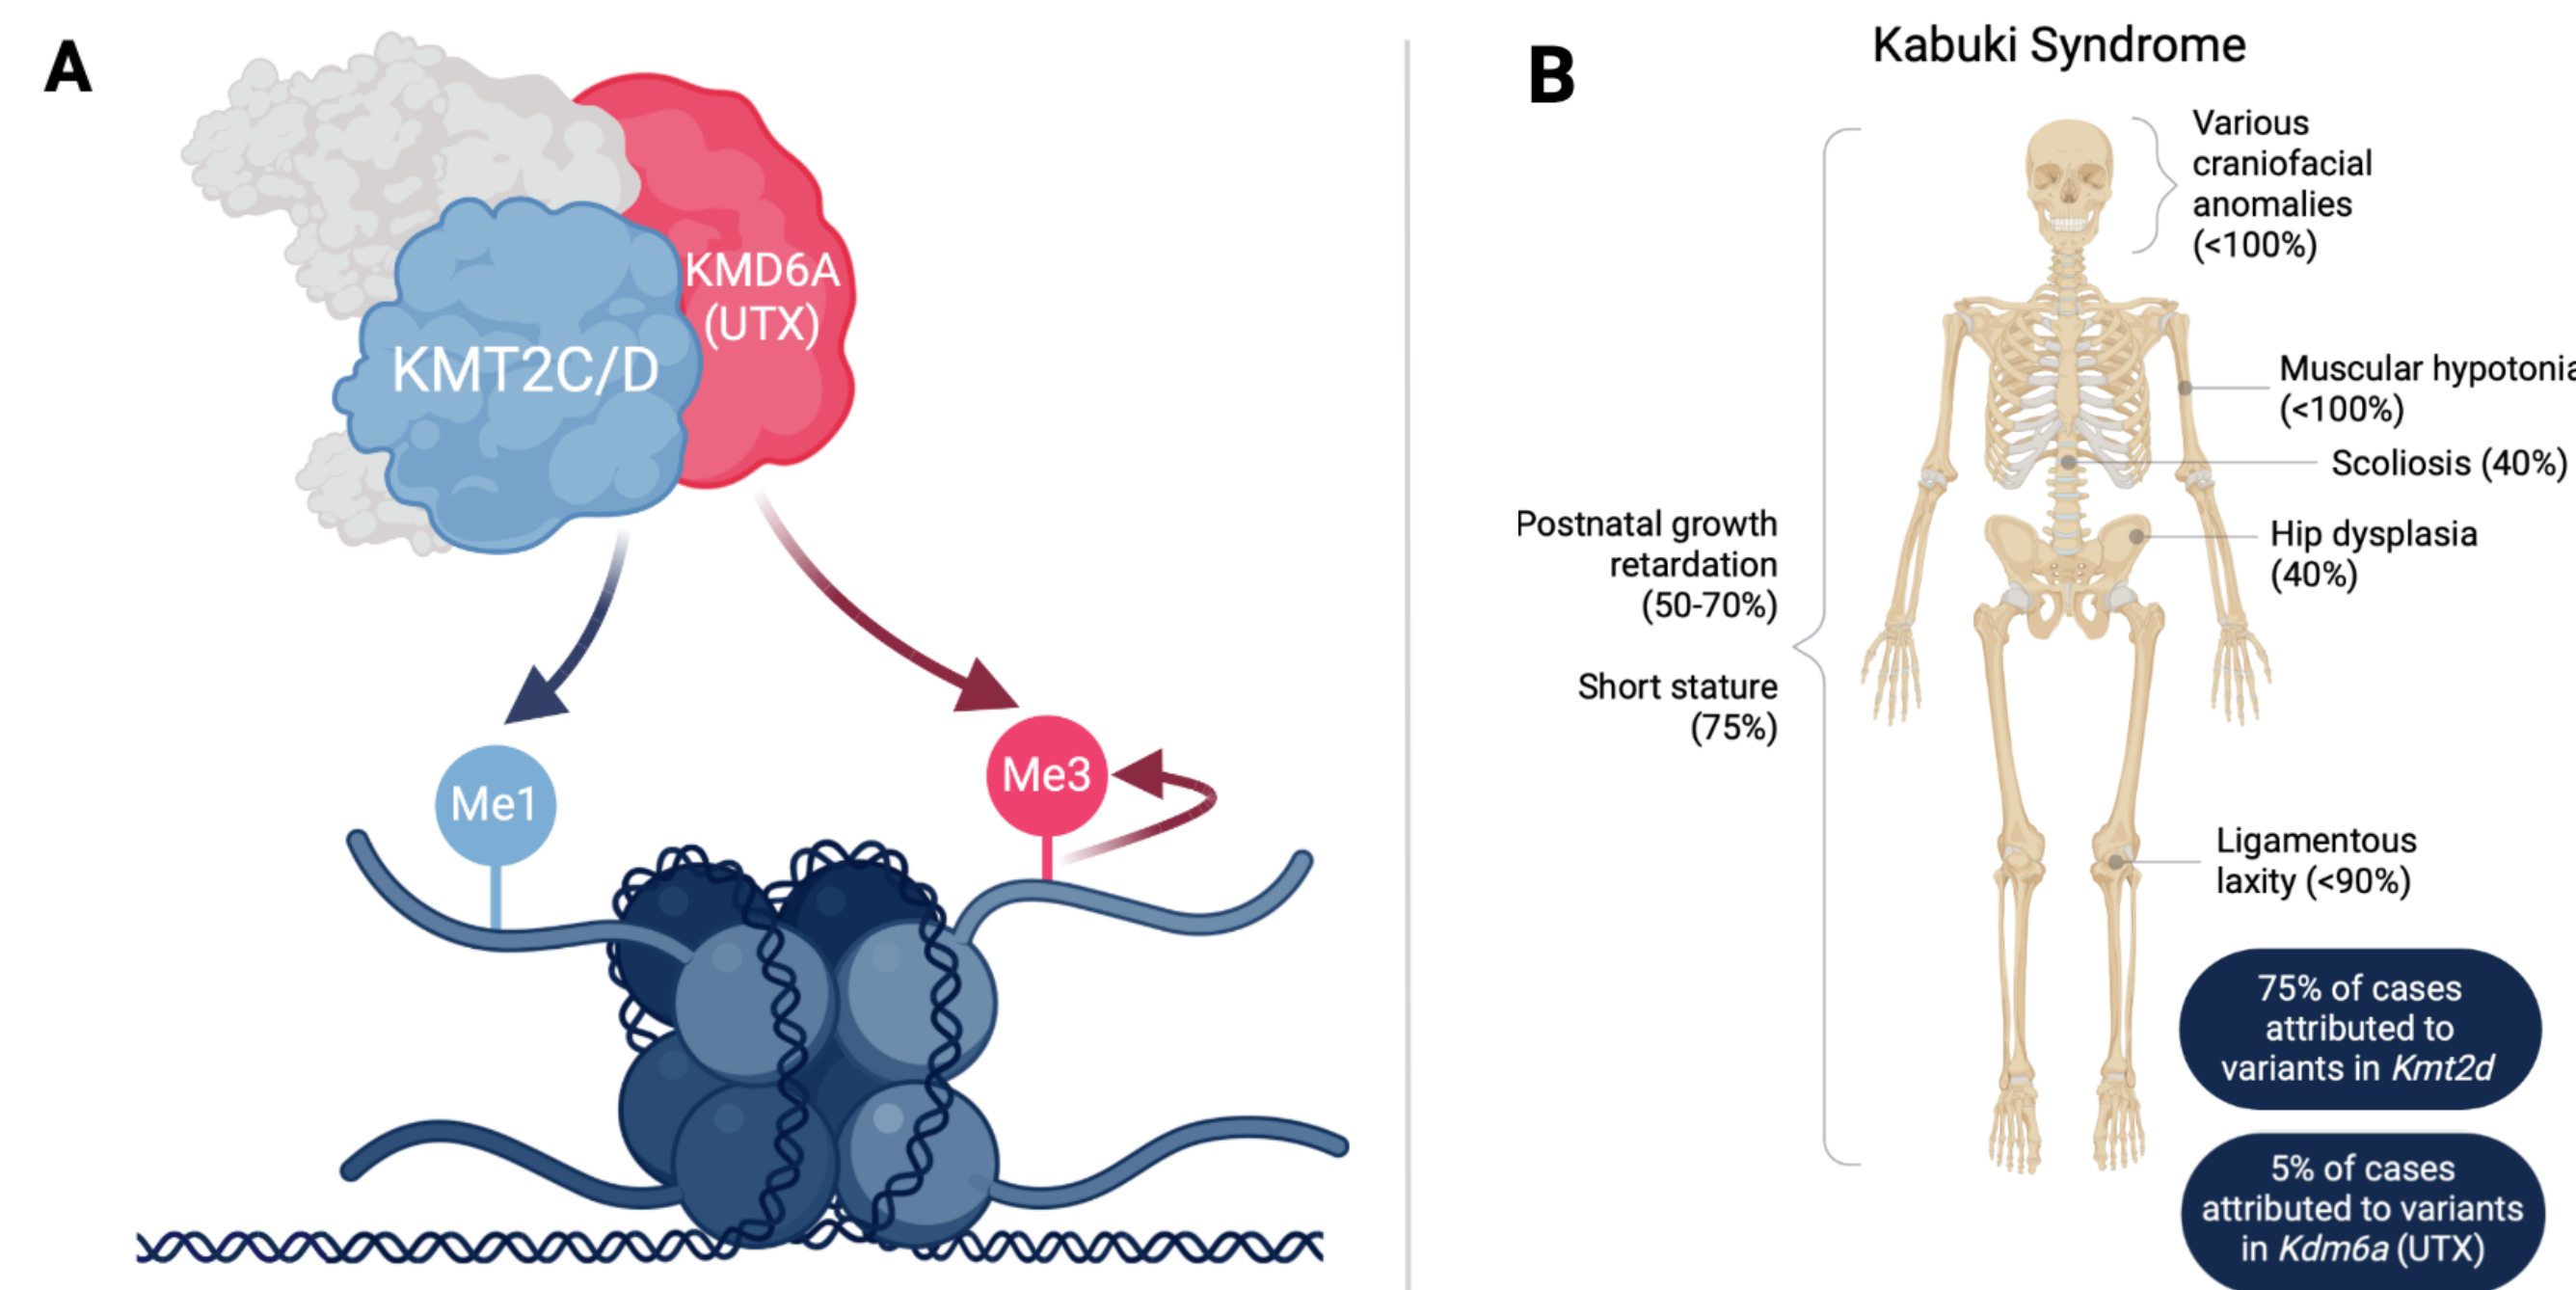 A
KMD6A
(UTX)
KMT2C/D
Me1
Me3
B
Kabuki Syndrome
Various
craniofacial
anomalies
(<100%)
Muscular hypotonia
(<100%)
Scoliosis (40%)
Hip dysplasia
(40%)
Postnatal growth
retardation
(50-70%)
Short stature
(75%)
Ligamentous
laxity (<90%)
75% of cases
attributed to
variants in Kmt2d
5% of cases
attributed to variants
in Kdm6a (UTX)